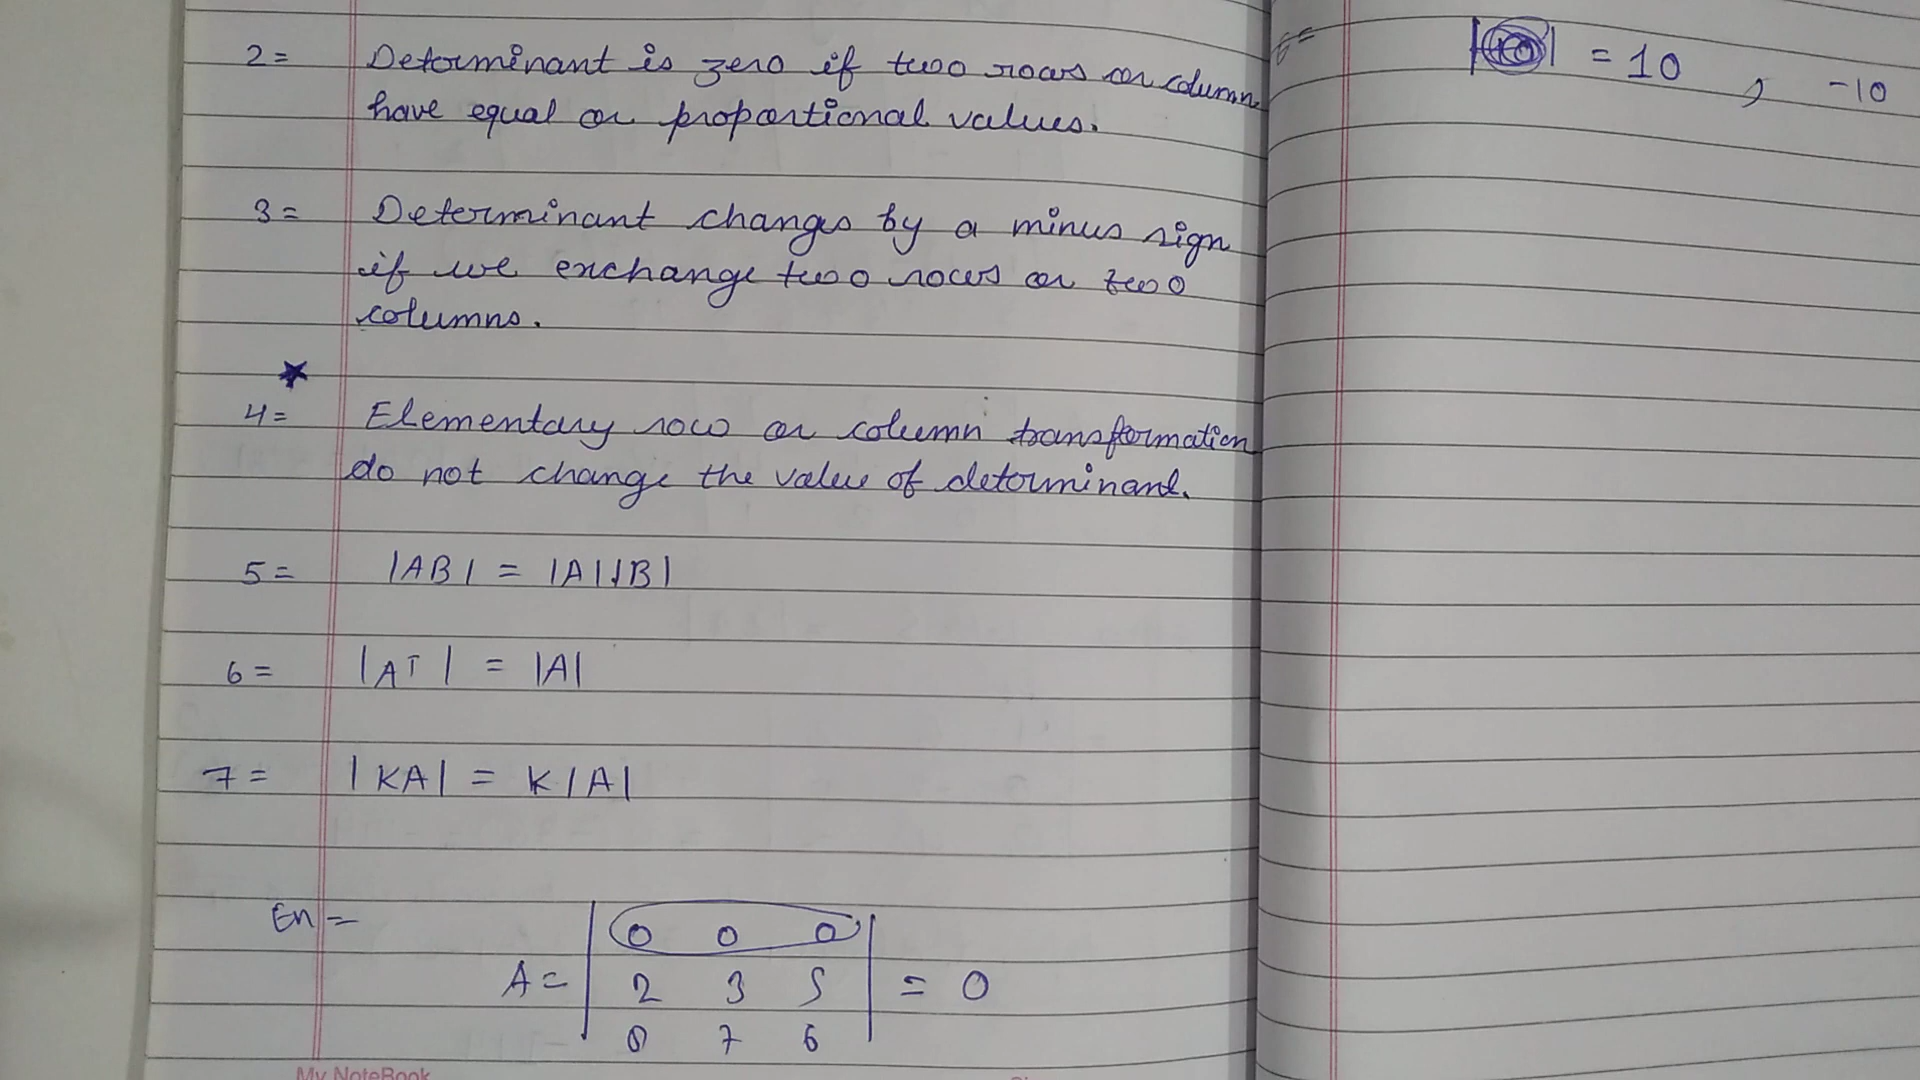 2= Determinant is zero if two rows or column
have equal or proportional values.
3= Determinant changes by a minus sign
if we exchange two rows or two
columns.
4= Elementary row or column transformation
do not change the value of determinant.
5= |AB| = |A||B|
6= |AT| = |A|
7= |KA| = K|A|
En =
0 0 0
A= 2 3 5 = 0
0 7 6
My NoteBook
= 10 , -10